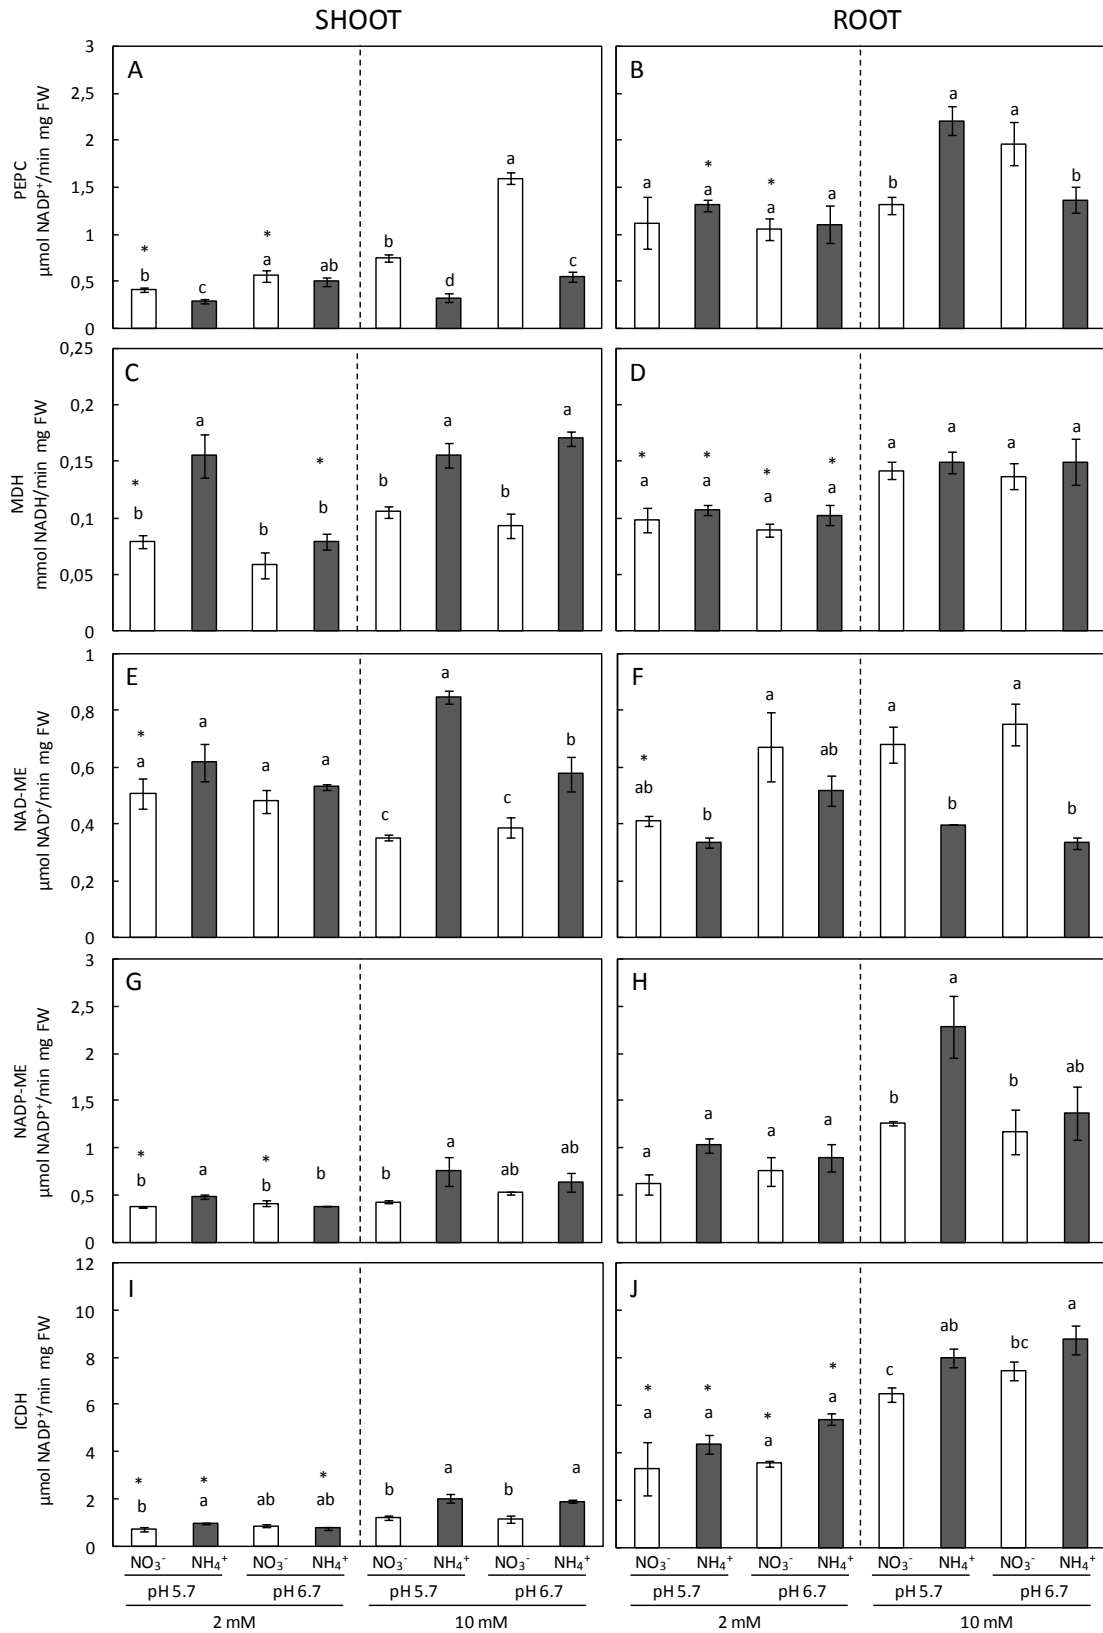 SHOOT ROOT
PEPC
µmol NADP⁺/min mg FW
3
2,5
2
1,5
1
0,5
0
A
* b
c
* a
ab
b
d
a
c
B
a
* a
* a
a
b
a
a
b
MDH
mmol NADH/min mg FW
0,25
0,2
0,15
0,1
0,05
0
C
* b
a
b
* b
b
a
b
a
D
* a
* a
* a
* a
a
a
a
a
NAD-ME
µmol NAD⁺/min mg FW
1
0,8
0,6
0,4
0,2
0
E
* a
a
a
a
c
a
c
b
F
* ab
b
a
ab
a
b
a
b
NADP-ME
µmol NADP⁺/min mg FW
3
2,5
2
1,5
1
0,5
0
G
* b
a
* b
b
b
a
ab
ab
H
a
a
a
a
b
a
b
ab
ICDH
µmol NADP⁺/min mg FW
12
10
8
6
4
2
0
I
* b
* a
ab
* ab
b
a
b
a
J
* a
* a
* a
* a
c
ab
bc
a
NO₃⁻ NH₄⁺ NO₃⁻ NH₄⁺ NO₃⁻ NH₄⁺ NO₃⁻ NH₄⁺ NO₃⁻ NH₄⁺ NO₃⁻ NH₄⁺ NO₃⁻ NH₄⁺ NO₃⁻ NH₄⁺
pH 5.7 pH 6.7 pH 5.7 pH 6.7 pH 5.7 pH 6.7 pH 5.7 pH 6.7
2 mM 10 mM 2 mM 10 mM